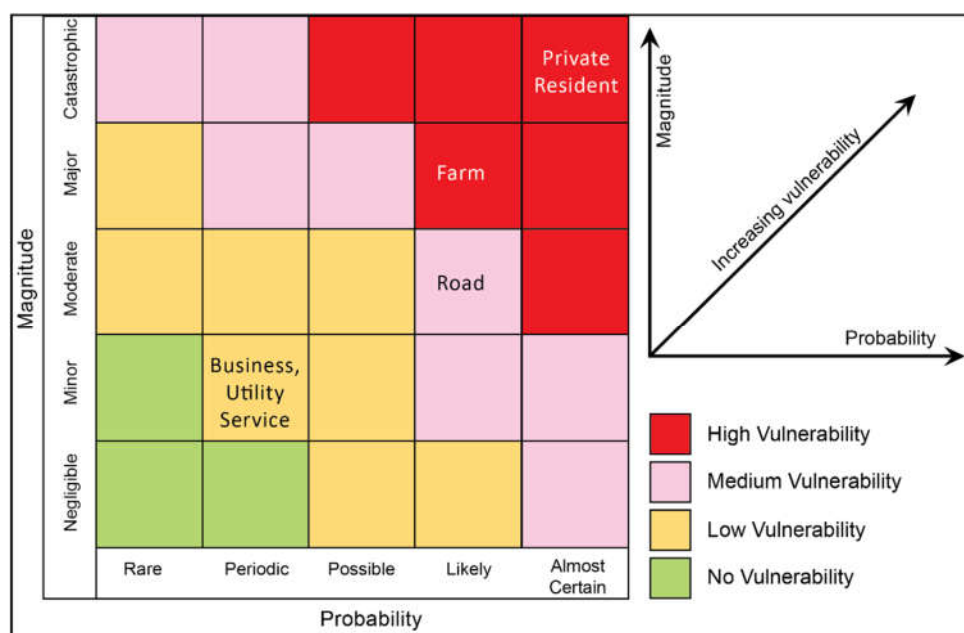 Magnitude
Catastrophic
Major
Moderate
Minor
Negligible
Private
Resident
Farm
Road
Business,
Utility
Service
Rare
Periodic
Possible
Likely
Almost
Certain
Probability
Magnitude
Increasing vulnerability
Probability
High Vulnerability
Medium Vulnerability
Low Vulnerability
No Vulnerability